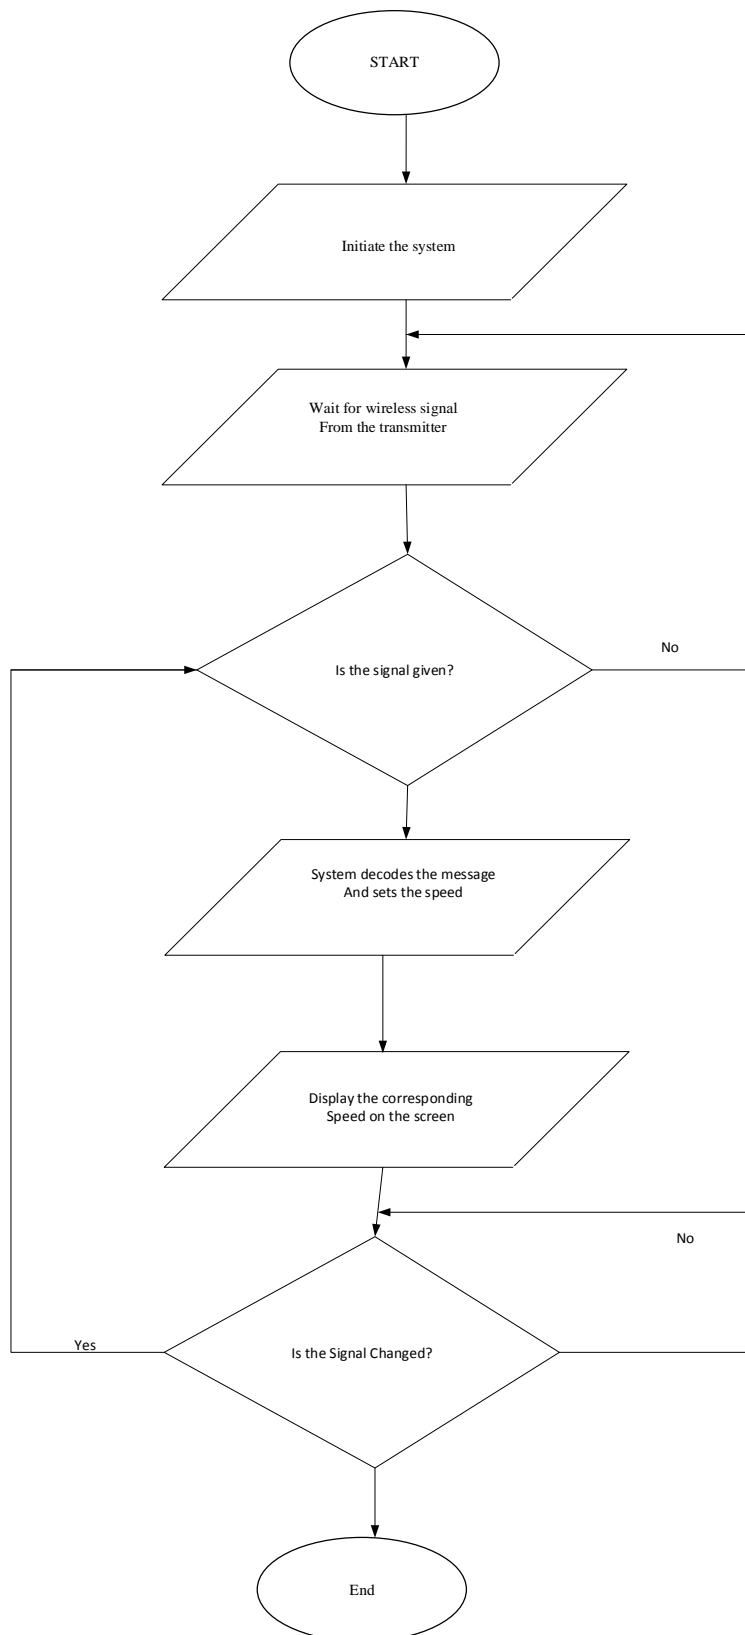 START
Initiate the system
Wait for wireless signal
From the transmitter
No
Is the signal given?
System decodes the message
And sets the speed
Display the corresponding
Speed on the screen
No
Yes
Is the Signal Changed?
End